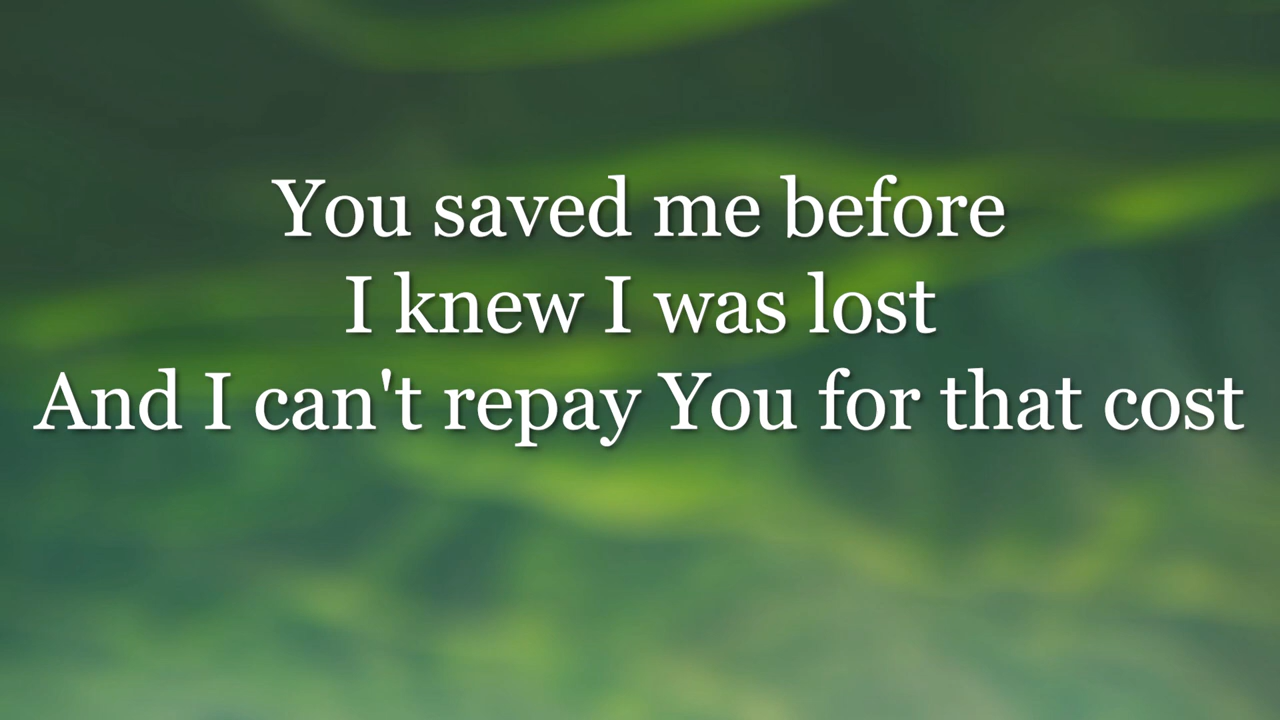 You saved me before
I knew I was lost
And I can't repay You for that cost